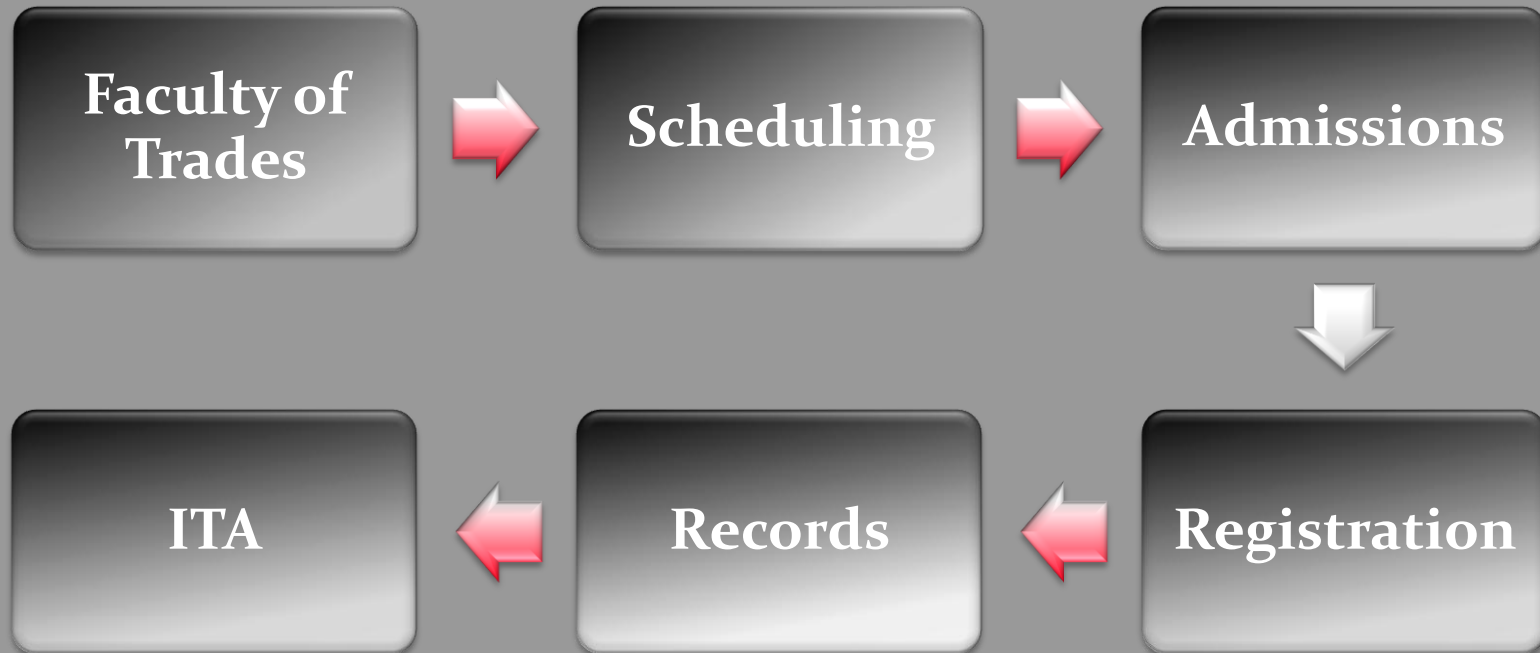 Faculty of
Trades
Scheduling
Admissions
Registration
Records
ITA